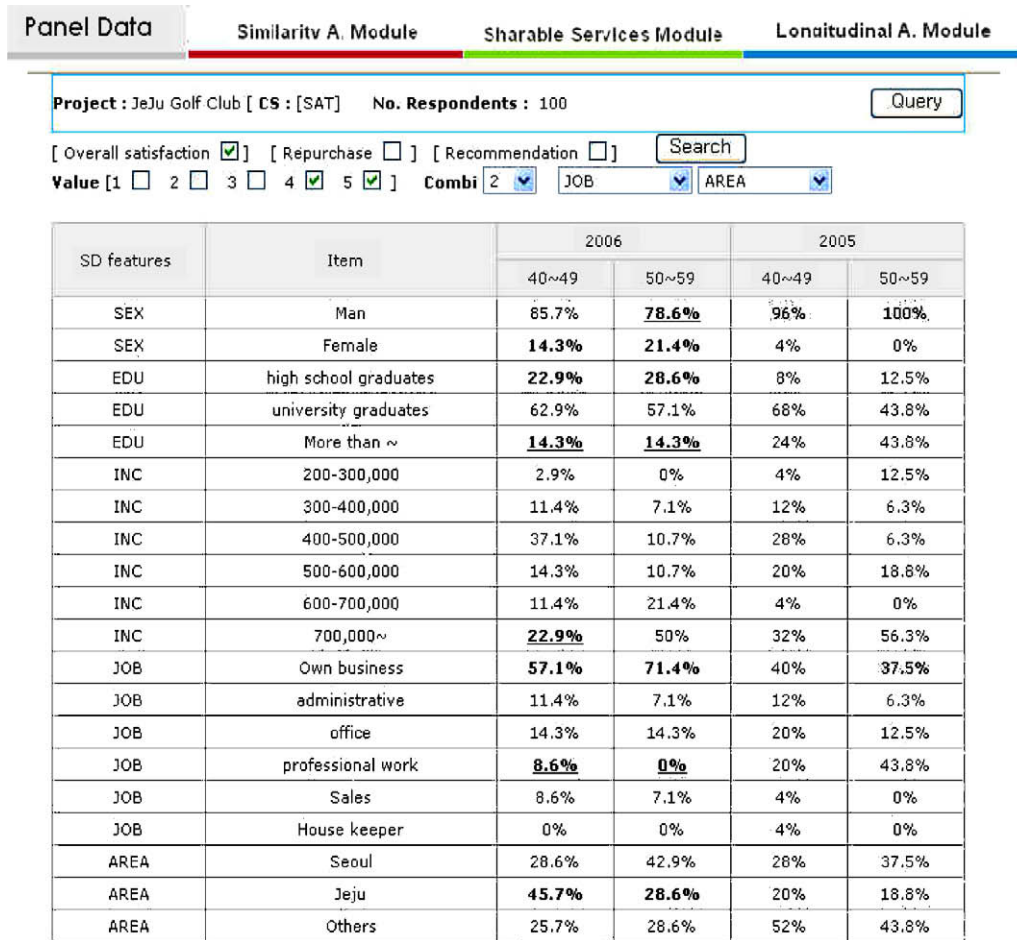 Panel Data Similarity A. Module Sharable Services Module Longitudinal A. Module
Project : JeJu Golf Club [ CS : [SAT] No. Respondents : 100 Query
[ Overall satisfaction ] [ Repurchase ] [ Recommendation ] Search
Value [1 2 3 4 5 ] Combi 2 JOB AREA
SD features Item 2006 2005
40~49 50~59 40~49 50~59
SEX Man 85.7% 78.6% 96% 100%
SEX Female 14.3% 21.4% 4% 0%
EDU high school graduates 22.9% 28.6% 8% 12.5%
EDU university graduates 62.9% 57.1% 68% 43.8%
EDU More than ~ 14.3% 14.3% 24% 43.8%
INC 200-300,000 2.9% 0% 4% 12.5%
INC 300-400,000 11.4% 7.1% 12% 6.3%
INC 400-500,000 37.1% 10.7% 28% 6.3%
INC 500-600,000 14.3% 10.7% 20% 18.8%
INC 600-700,000 11.4% 21.4% 4% 0%
INC 700,000~ 22.9% 50% 32% 56.3%
JOB Own business 57.1% 71.4% 40% 37.5%
JOB administrative 11.4% 7.1% 12% 6.3%
JOB office 14.3% 14.3% 20% 12.5%
JOB professional work 8.6% 0% 20% 43.8%
JOB Sales 8.6% 7.1% 4% 0%
JOB House keeper 0% 0% 4% 0%
AREA Seoul 28.6% 42.9% 28% 37.5%
AREA Jeju 45.7% 28.6% 20% 18.8%
AREA Others 25.7% 28.6% 52% 43.8%